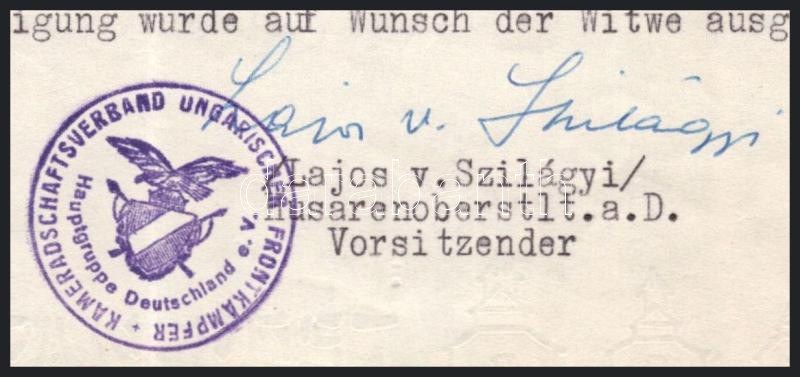 igung wurde auf Wunsch der Witwe ausg
Lajos v. Szilágyi
/Lajos v.Szilágyi/
Husarenoberstlt.a.D.
Vorsitzender
KAMERADSCHAFTSVERBAND UNGARISCHER FRONTKÄMPFER +
Hauptgruppe Deutschland e. V.